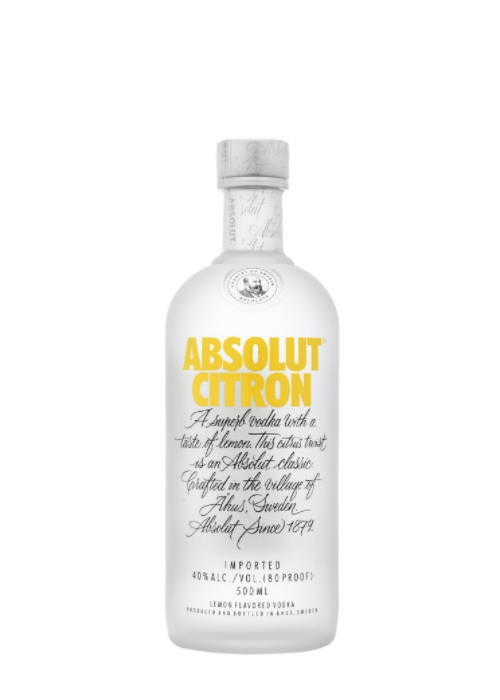 ABSOLUT
ABSOLUT
CITRON
A superb vodka with a
taste of lemon. This citrus twist
is an Absolut classic.
Crafted in the village of
Åhus, Sweden.
Absolut Since 1879.
IMPORTED
40%ALC./VOL.(80PROOF)
500ML
LEMON FLAVORED VODKA
PRODUCED AND BOTTLED IN ÅHUS, SWEDEN